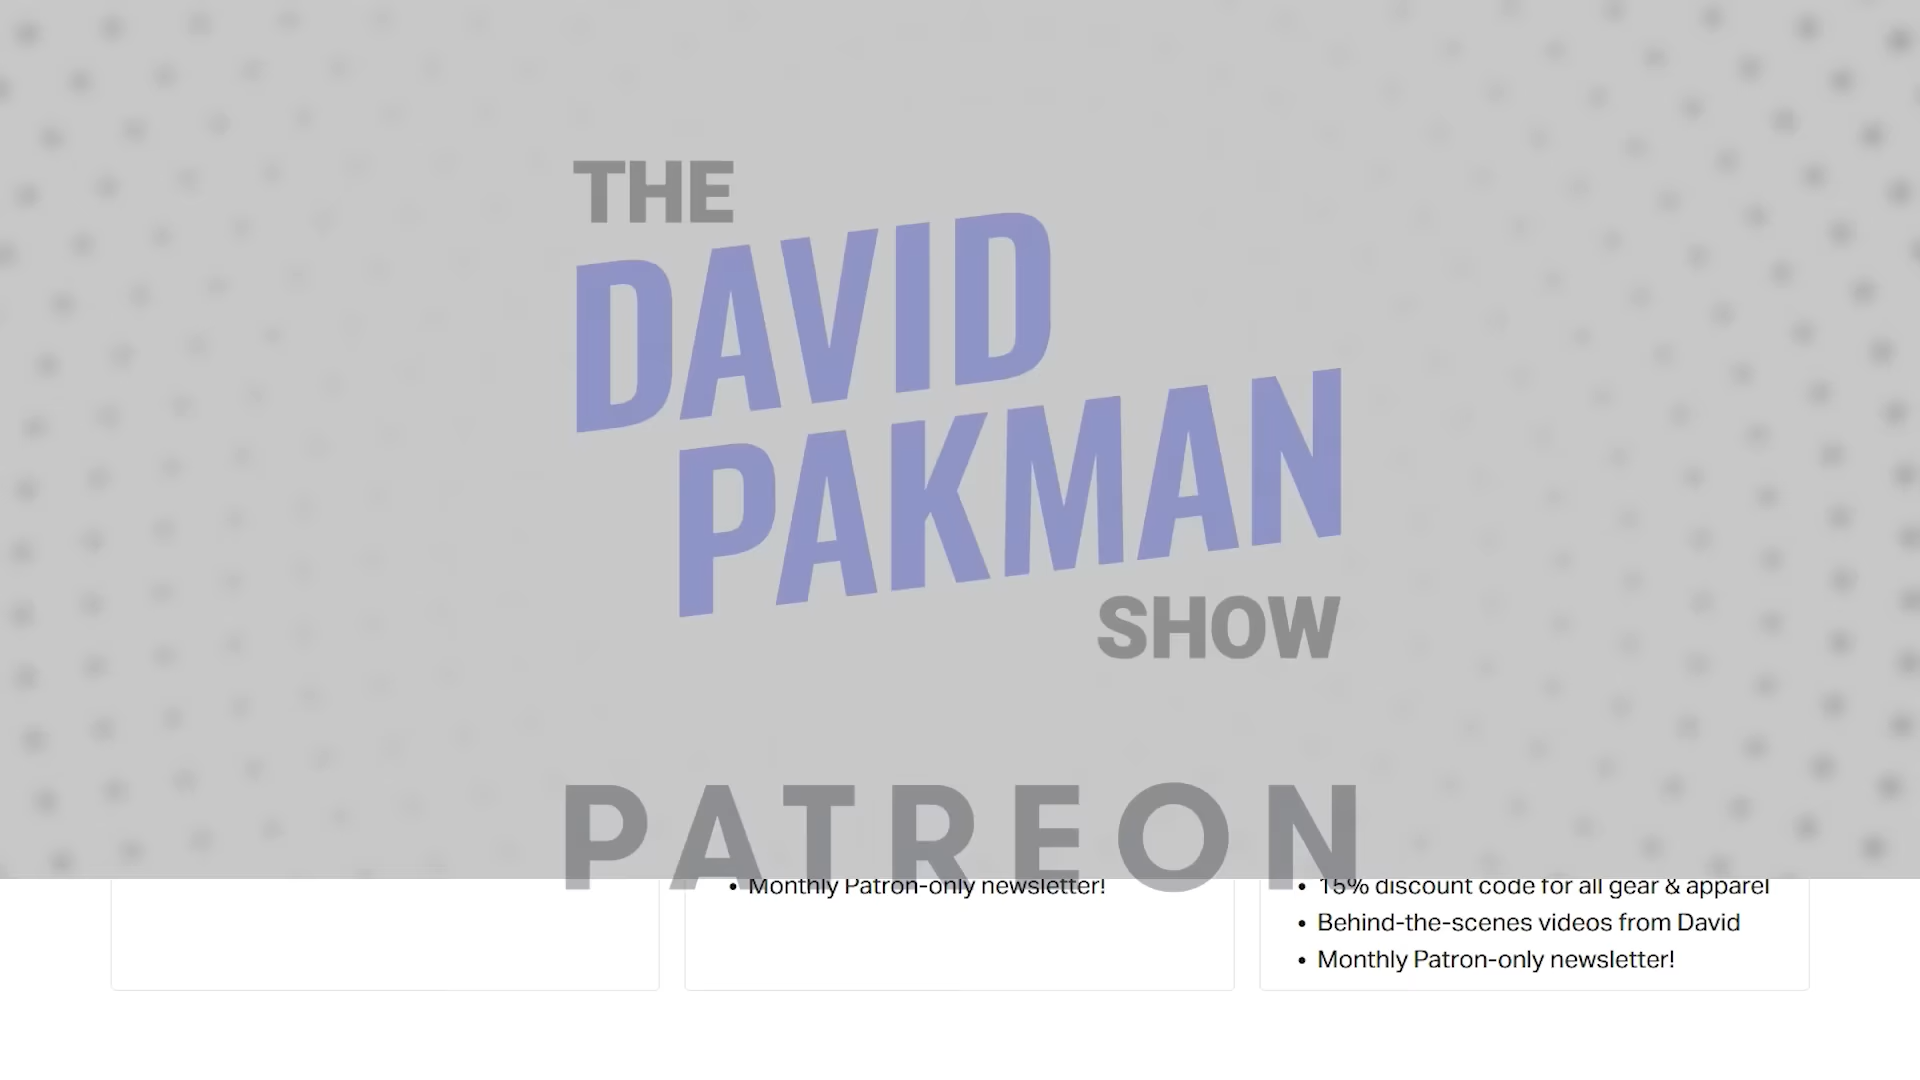 THE
DAVID
PAKMAN
SHOW
PATREON
• Monthly Patron-only newsletter!
• 15% discount code for all gear & apparel
• Behind-the-scenes videos from David
• Monthly Patron-only newsletter!